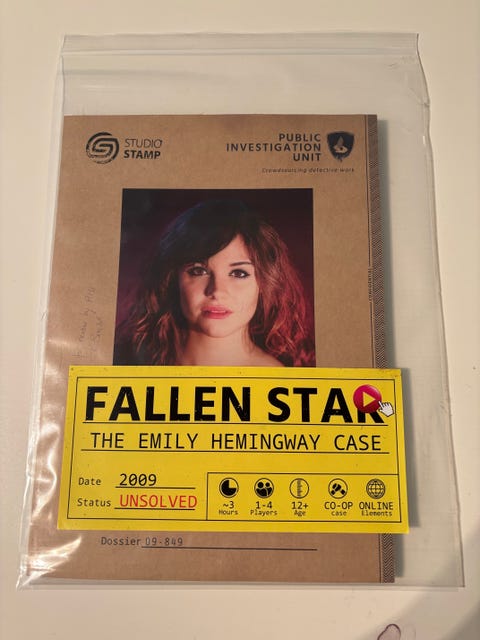 STUDIO
STAMP
PUBLIC
INVESTIGATION
UNIT
Crowdsourcing detective work
FALLEN STAR
THE EMILY HEMINGWAY CASE
Date 2009
Status UNSOLVED
~3
Hours
1-4
Players
12+
Age
CO-OP
case
ONLINE
Elements
Dossier 09-849